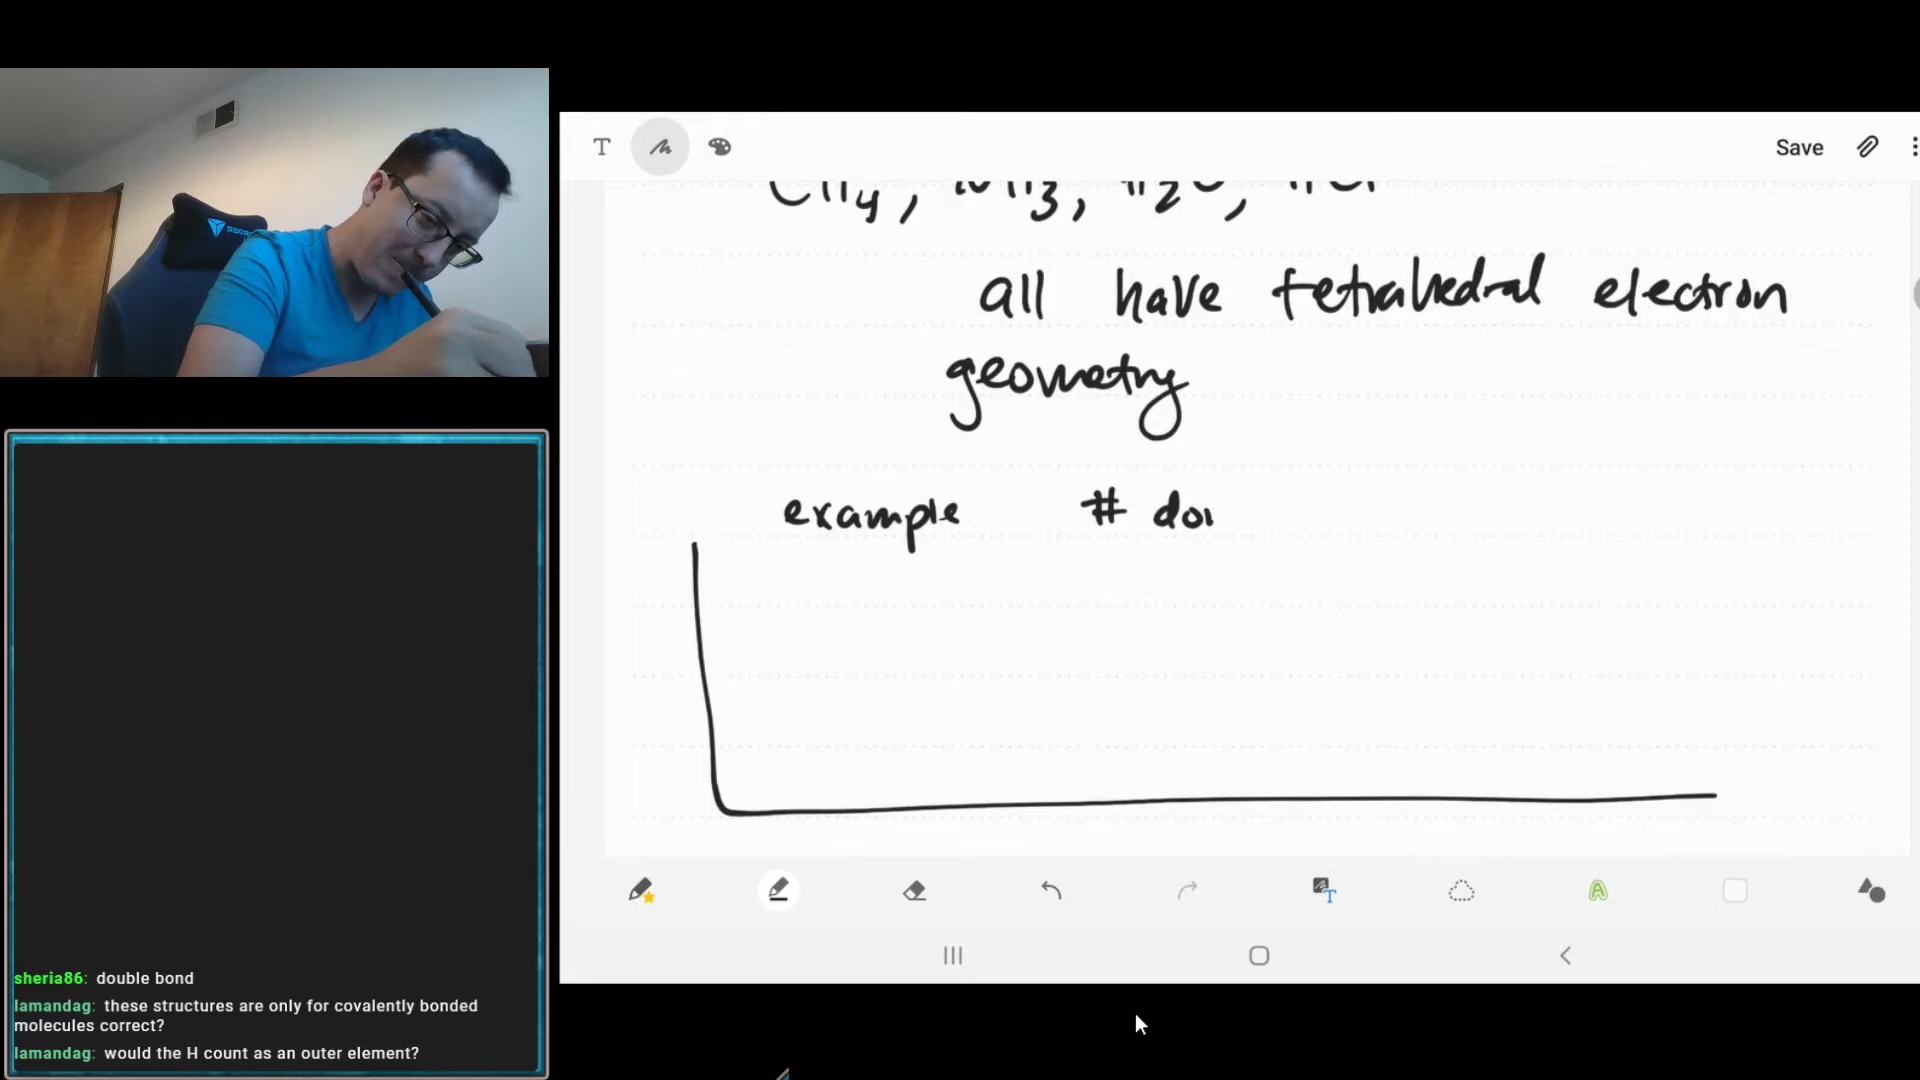 Save
all have tetrahedral electron
geometry
example # doi
sheria86: double bond
lamandag: these structures are only for covalently bonded
molecules correct?
lamandag: would the H count as an outer element?